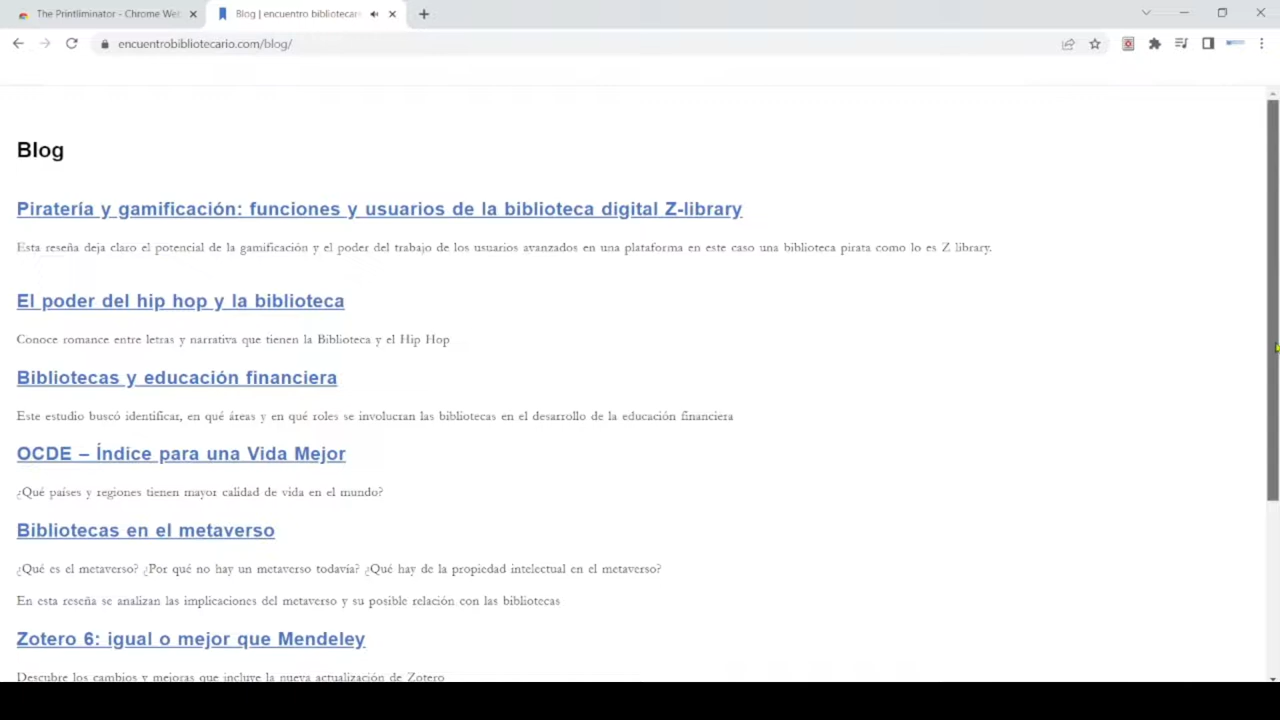 The Printliminator - Chrome Web
Blog | encuentro bibliotecario
encuentrobibliotecario.com/blog/
Blog
Piratería y gamificación: funciones y usuarios de la biblioteca digital Z-library
Esta reseña deja claro el potencial de la gamificación y el poder del trabajo de los usuarios avanzados en una plataforma en este caso una biblioteca pirata como lo es Z library.
El poder del hip hop y la biblioteca
Conoce romance entre letras y narrativa que tienen la Biblioteca y el Hip Hop
Bibliotecas y educación financiera
Este estudio buscó identificar, en qué áreas y en qué roles se involucran las bibliotecas en el desarrollo de la educación financiera
OCDE – Índice para una Vida Mejor
¿Qué países y regiones tienen mayor calidad de vida en el mundo?
Bibliotecas en el metaverso
¿Qué es el metaverso? ¿Por qué no hay un metaverso todavía? ¿Qué hay de la propiedad intelectual en el metaverso?
En esta reseña se analizan las implicaciones del metaverso y su posible relación con las bibliotecas
Zotero 6: igual o mejor que Mendeley
Descubre los cambios y mejoras que incluye la nueva actualización de Zotero